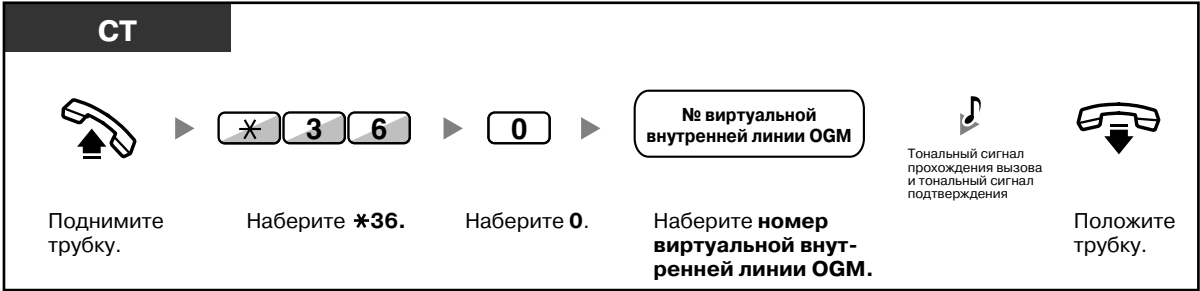 СТ
✳ 3 6
0
№ виртуальной
внутренней линии OGM
Тональный сигнал
прохождения вызова
и тональный сигнал
подтверждения
Поднимите
трубку.
Наберите ✳36.
Наберите 0.
Наберите номер
виртуальной внут-
ренней линии OGM.
Положите
трубку.